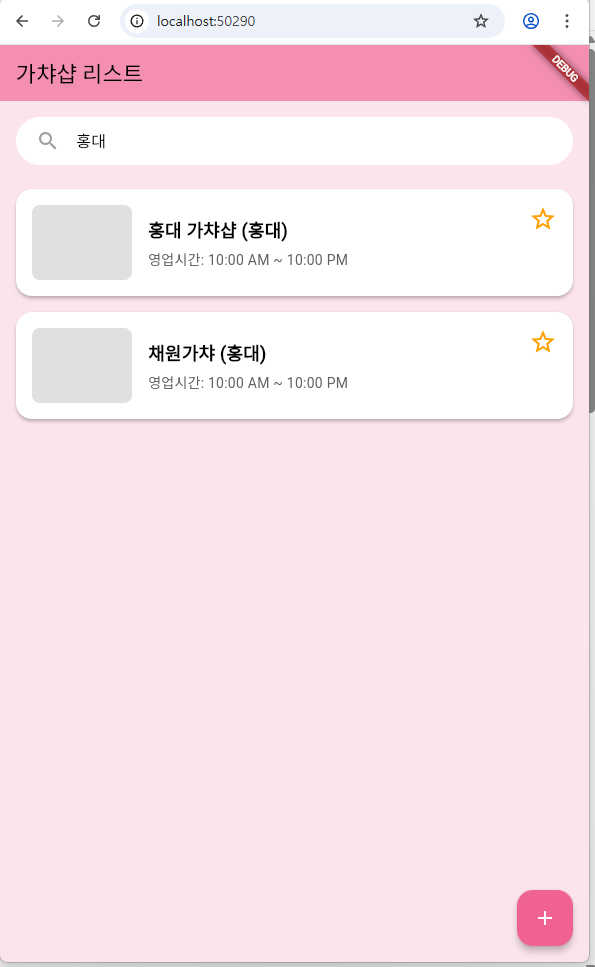 localhost:50290
가챠샵 리스트
DEBUG
홍대
홍대 가챠샵 (홍대)
영업시간: 10:00 AM ~ 10:00 PM
채원가챠 (홍대)
영업시간: 10:00 AM ~ 10:00 PM